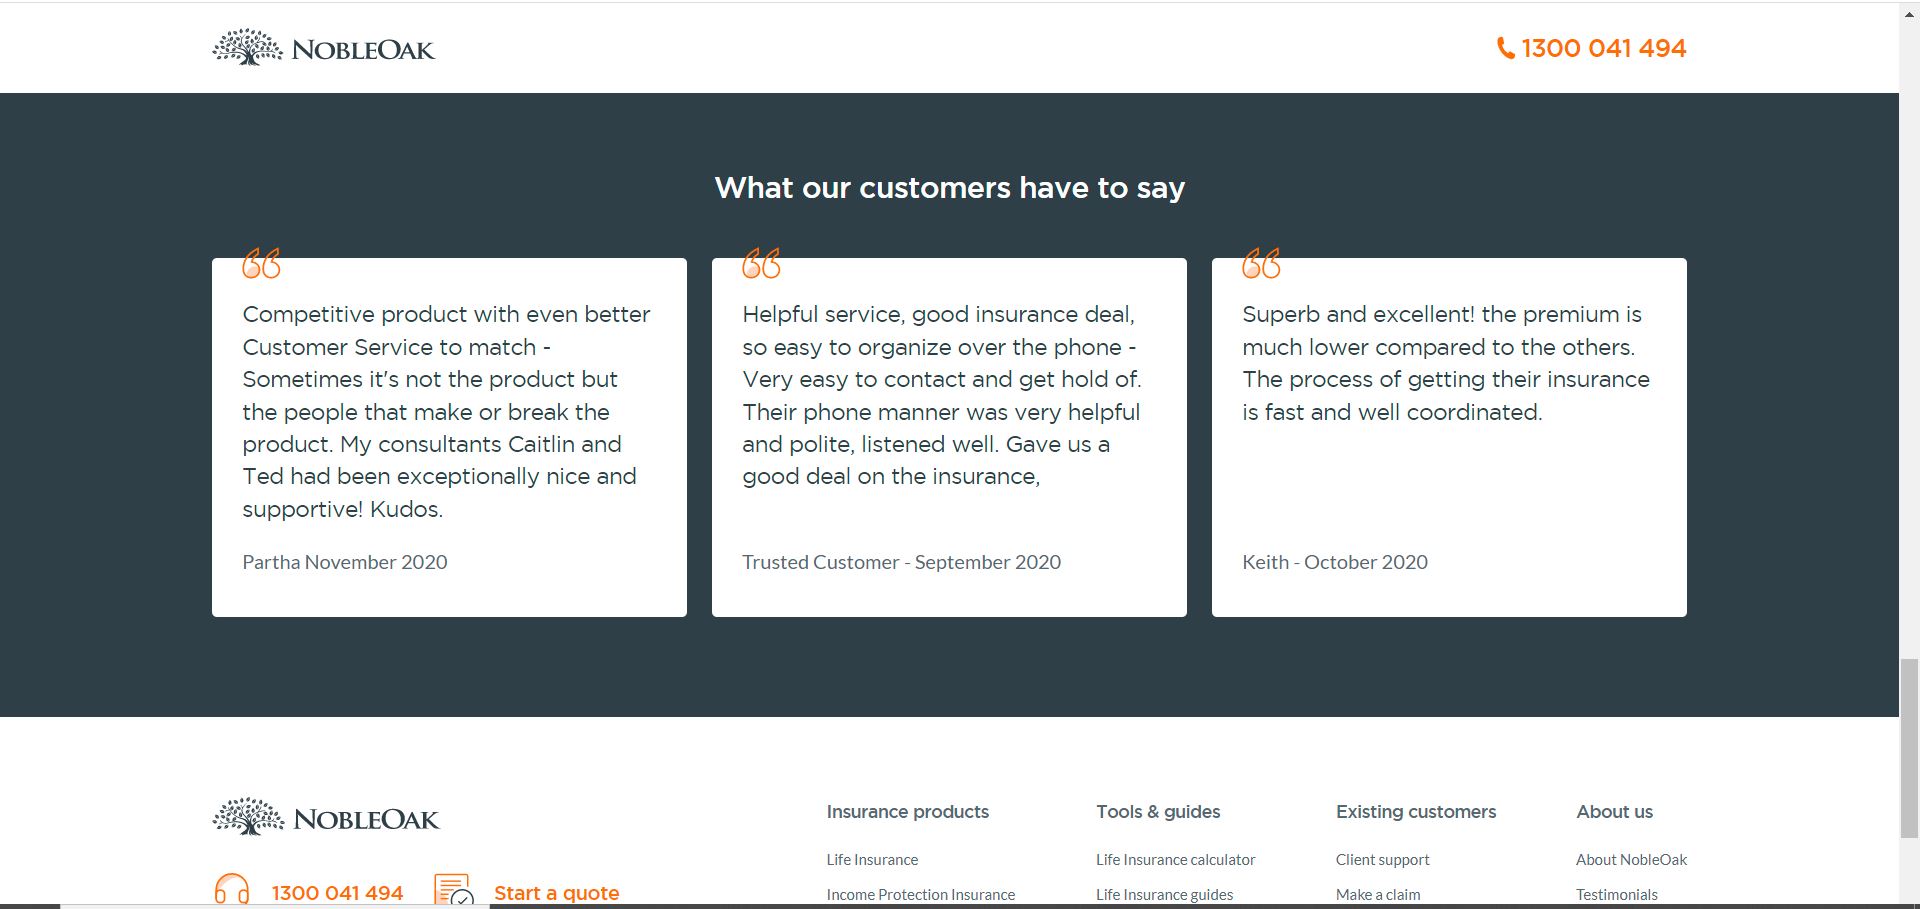 NOBLEOAK
1300 041 494
What our customers have to say
Competitive product with even better
Customer Service to match -
Sometimes it's not the product but
the people that make or break the
product. My consultants Caitlin and
Ted had been exceptionally nice and
supportive! Kudos.
Partha November 2020
Helpful service, good insurance deal,
so easy to organize over the phone -
Very easy to contact and get hold of.
Their phone manner was very helpful
and polite, listened well. Gave us a
good deal on the insurance,
Trusted Customer - September 2020
Superb and excellent! the premium is
much lower compared to the others.
The process of getting their insurance
is fast and well coordinated.
Keith - October 2020
NOBLEOAK
1300 041 494
Start a quote
Insurance products
Life Insurance
Income Protection Insurance
Tools & guides
Life Insurance calculator
Life Insurance guides
Existing customers
Client support
Make a claim
About us
About NobleOak
Testimonials